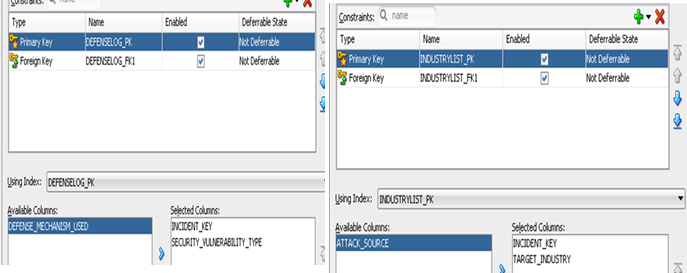 Constraints: name
Type Name Enabled Deferrable State
Primary Key DEFENSELOG_PK Not Deferrable
Foreign Key DEFENSELOG_FK1 Not Deferrable
Using Index: DEFENSELOG_PK
Available Columns: Selected Columns:
DEFENSE_MECHANISM_USED INCIDENT_KEY
SECURITY_VULNERABILITY_TYPE
Constraints: name
Type Name Enabled Deferrable State
Primary Key INDUSTRYLIST_PK Not Deferrable
Foreign Key INDUSTRYLIST_FK1 Not Deferrable
Using Index: INDUSTRYLIST_PK
Available Columns: Selected Columns:
ATTACK_SOURCE INCIDENT_KEY
TARGET_INDUSTRY